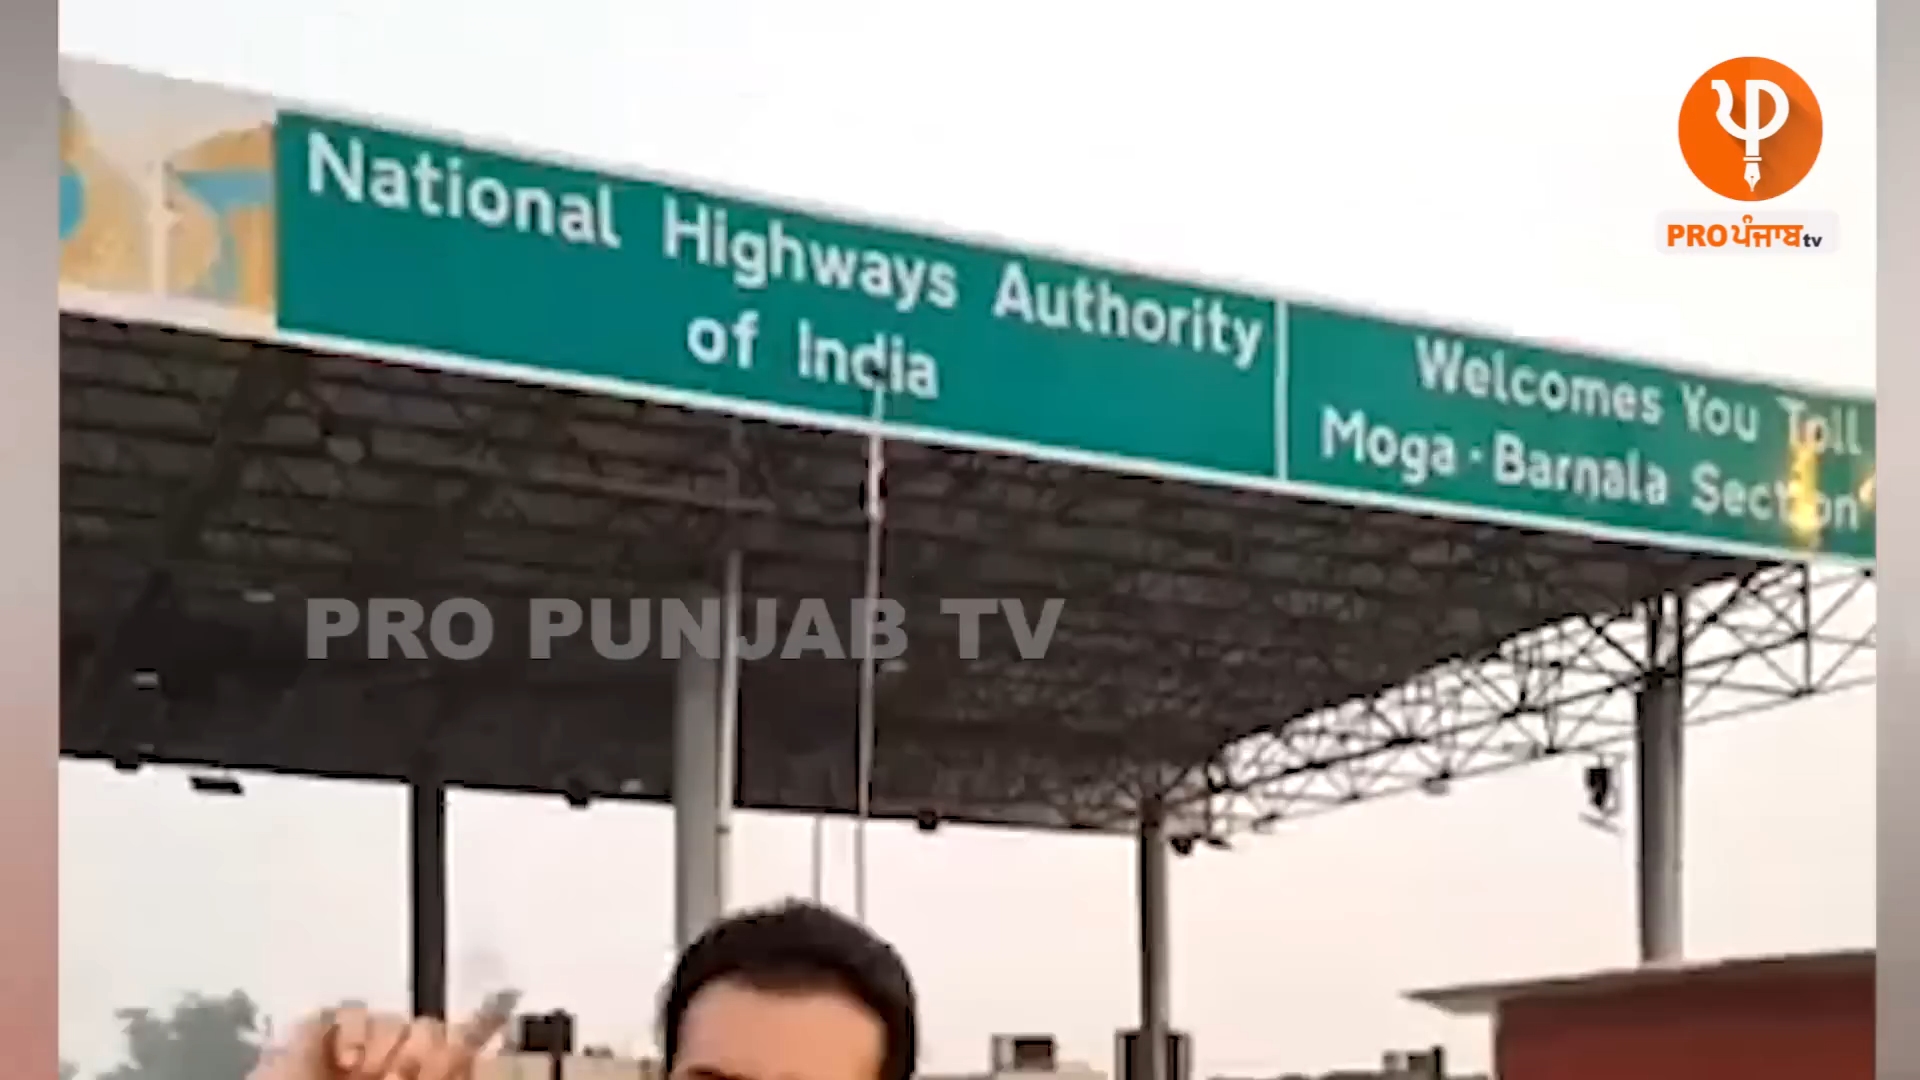 National Highways Authority
of India
Welcomes You Toll
Moga - Barnala Section
PRO ਪੰਜਾਬ tv
PRO PUNJAB TV